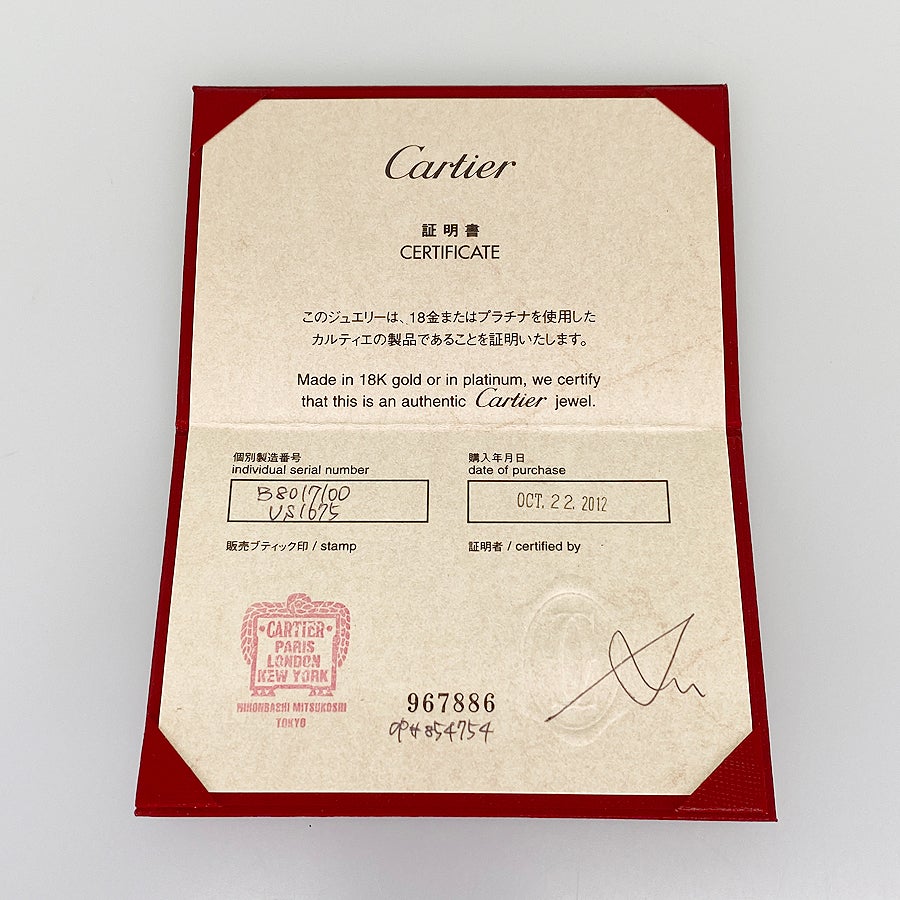 Cartier
証明書
CERTIFICATE
このジュエリーは、18金またはプラチナを使用した
カルティエの製品であることを証明いたします。
Made in 18K gold or in platinum, we certify
that this is an authentic Cartier jewel.
個別製造番号
individual serial number
B8017100
US1675
購入年月日
date of purchase
OCT. 22. 2012
販売ブティック印 / stamp
証明者 / certified by
·CARTIER·
PARIS
LONDON
NEW YORK
NIHONBASHI MITSUKOSHI
TOKYO
967886